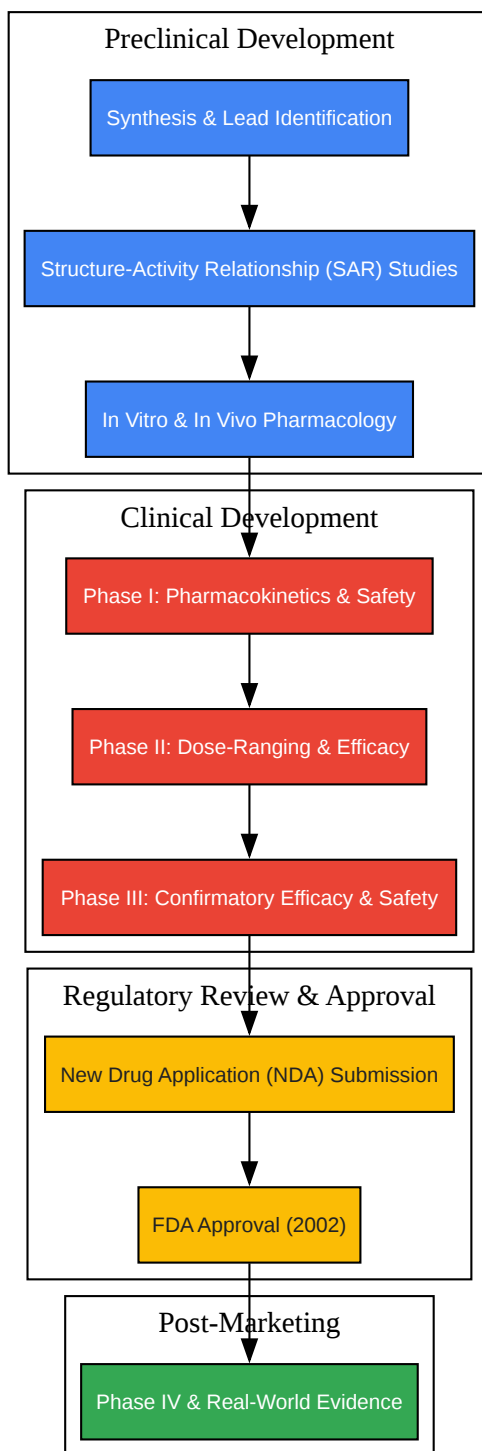 Preclinical Development
Synthesis & Lead Identification
Structure-Activity Relationship (SAR) Studies
In Vitro & In Vivo Pharmacology
Clinical Development
Phase I: Pharmacokinetics & Safety
Phase II: Dose-Ranging & Efficacy
Phase III: Confirmatory Efficacy & Safety
Regulatory Review & Approval
New Drug Application (NDA) Submission
FDA Approval (2002)
Post-Marketing
Phase IV & Real-World Evidence